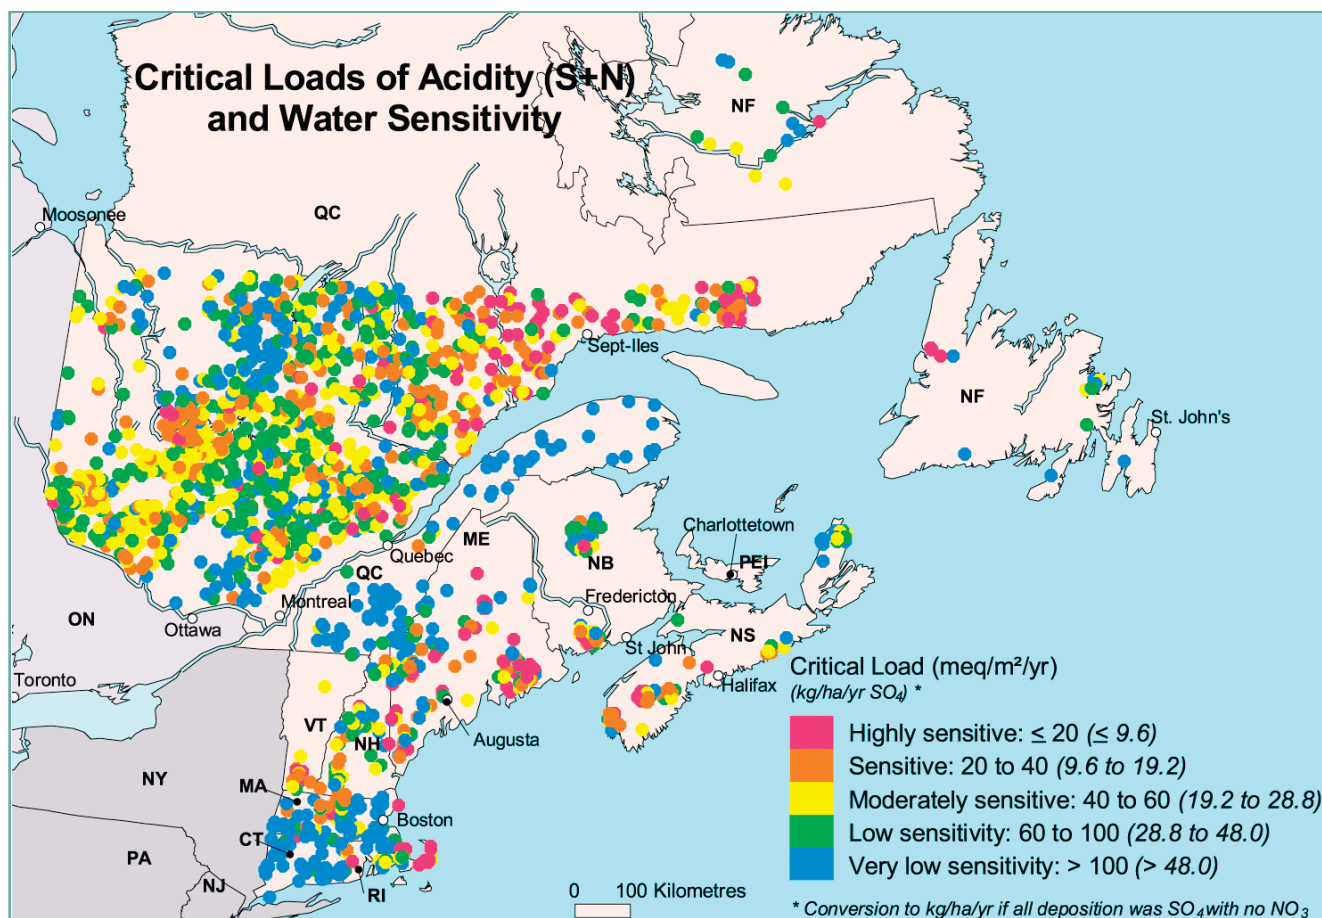 Critical Loads of Acidity (S+N)
and Water Sensitivity
NF
Moosonee
QC
Sept-Iles
NF
St. John's
Charlottetown
ME
Quebec
NB
PEI
QC
Fredericton
Montreal
ON
Ottawa
St John
NS
Toronto
Halifax
VT
Augusta
NH
NY
MA
Boston
CT
PA
NJ
RI
Critical Load (meq/m²/yr)
(kg/ha/yr SO₄) *
Highly sensitive: ≤ 20 (≤ 9.6)
Sensitive: 20 to 40 (9.6 to 19.2)
Moderately sensitive: 40 to 60 (19.2 to 28.8)
Low sensitivity: 60 to 100 (28.8 to 48.0)
Very low sensitivity: > 100 (> 48.0)
0 100 Kilometres
* Conversion to kg/ha/yr if all deposition was SO₄ with no NO₃